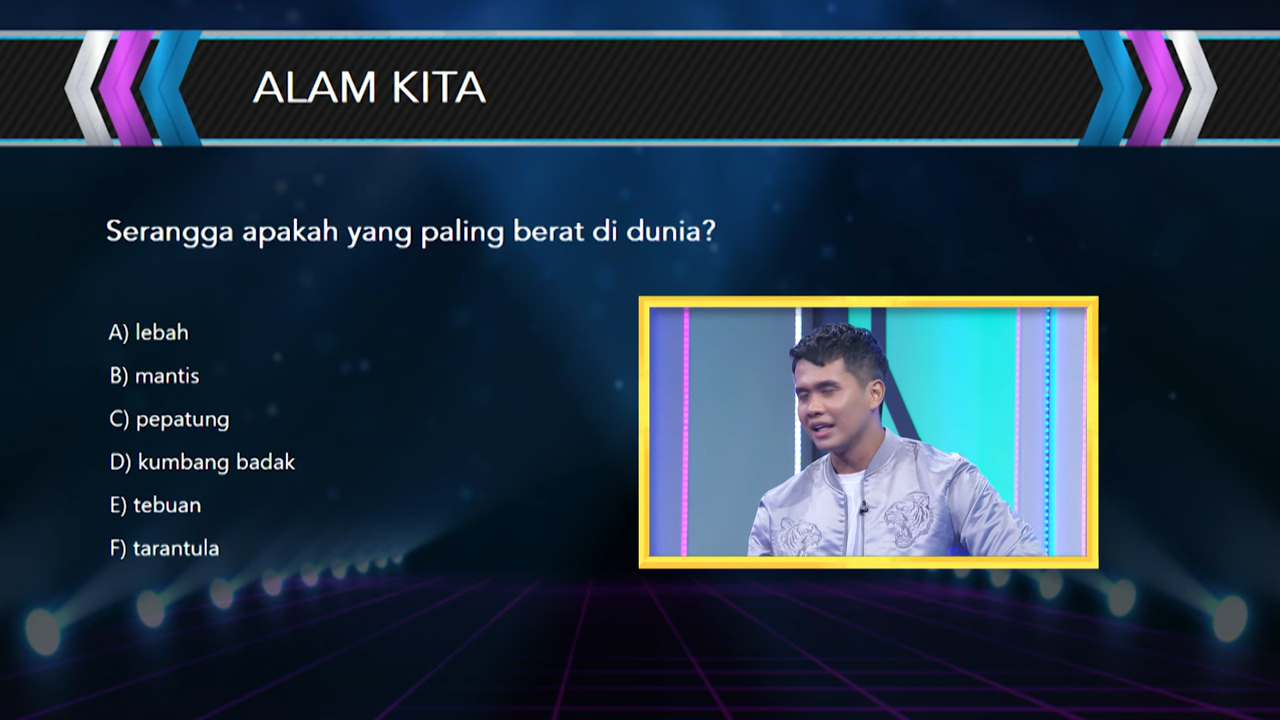 ALAM KITA
Serangga apakah yang paling berat di dunia?
A) lebah
B) mantis
C) pepatung
D) kumbang badak
E) tebuan
F) tarantula